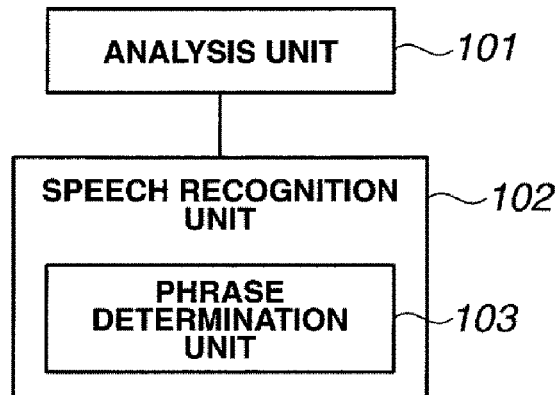 ANALYSIS UNIT 101
SPEECH RECOGNITION
UNIT
102
PHRASE
DETERMINATION
UNIT
103